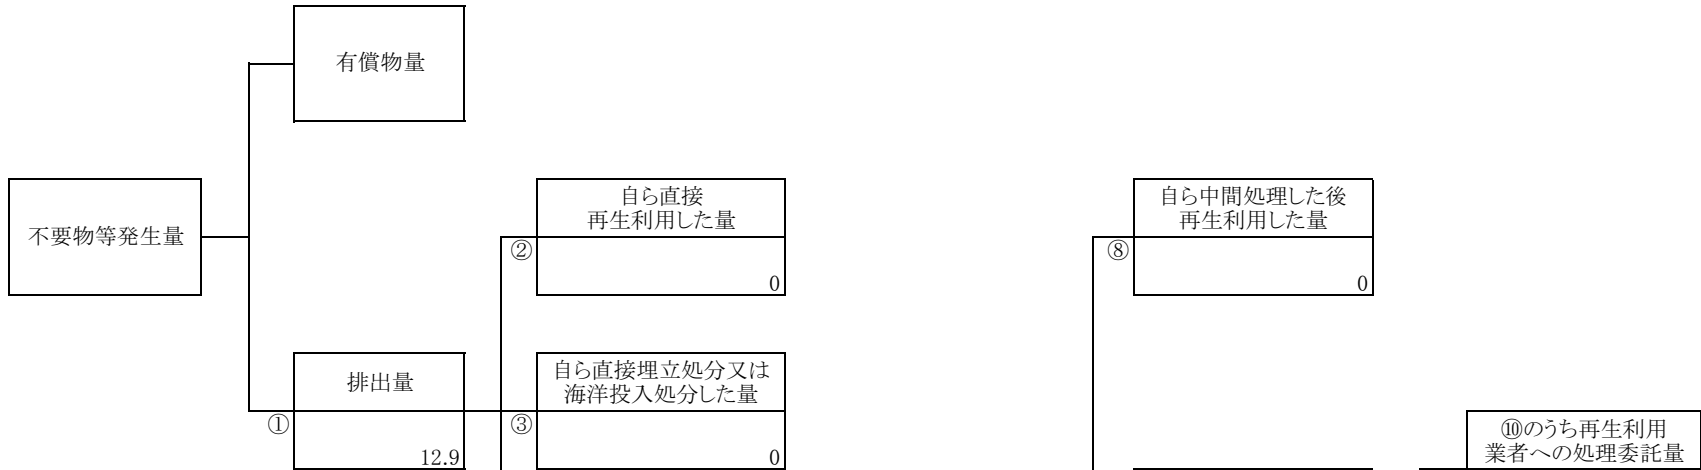 有償物量
不要物等発生量
自ら直接
再生利用した量
②
0
自ら中間処理した後
再生利用した量
⑧
0
排出量
①
12.9
自ら直接埋立処分又は
海洋投入処分した量
③
0
⑩のうち再生利用
業者への処理委託量